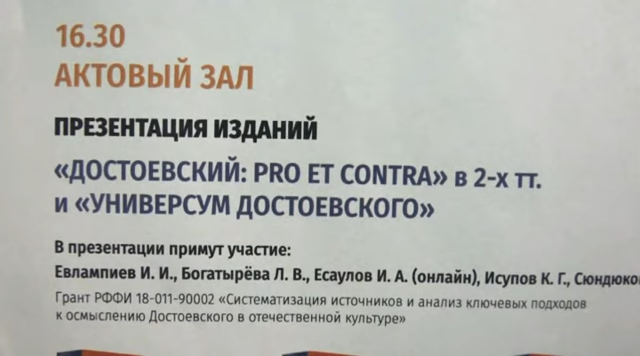 16.30
АКТОВЫЙ ЗАЛ
ПРЕЗЕНТАЦИЯ ИЗДАНИЙ
«ДОСТОЕВСКИЙ: PRO ET CONTRA» в 2-х тт.
и «УНИВЕРСУМ ДОСТОЕВСКОГО»
В презентации примут участие:
Евлампиев И. И., Богатырёва Л. В., Есаулов И. А. (онлайн), Исупов К. Г.,
Грант РФФИ 18-011-90002 «Систематизация источников и анализ ключевых подходов
к осмыслению Достоевского в отечественной культуре»